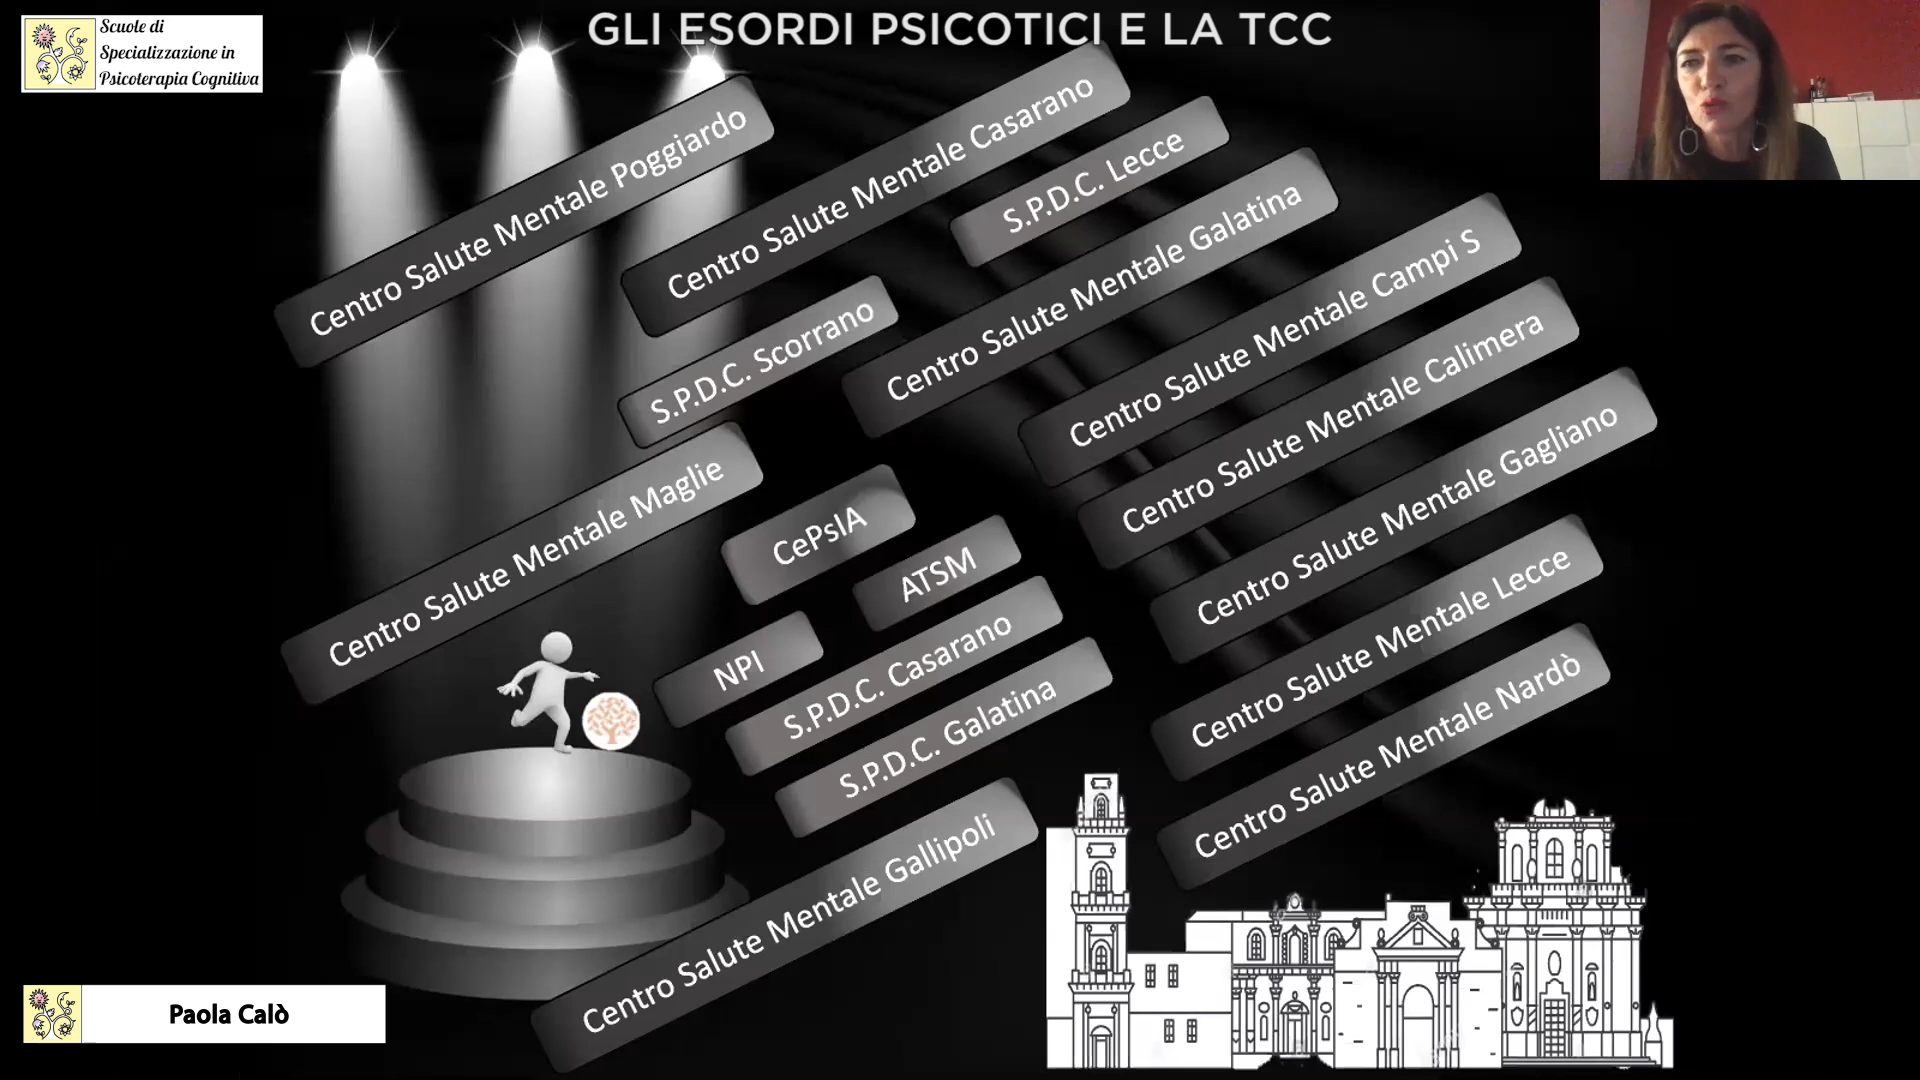 Scuole di
Specializzazione in
Psicoterapia Cognitiva
GLI ESORDI PSICOTICI E LA TCC
Centro Salute Mentale Poggiardo
Centro Salute Mentale Casarano
S.P.D.C. Lecce
Centro Salute Mentale Galatina
S.P.D.C. Scorrano
Centro Salute Mentale Campi S
Centro Salute Mentale Calimera
Centro Salute Mentale Gagliano
Centro Salute Mentale Maglie
CePsIA
ATSM
NPI
S.P.D.C. Casarano
S.P.D.C. Galatina
Centro Salute Mentale Lecce
Centro Salute Mentale Nardò
Centro Salute Mentale Gallipoli
Paola Calò